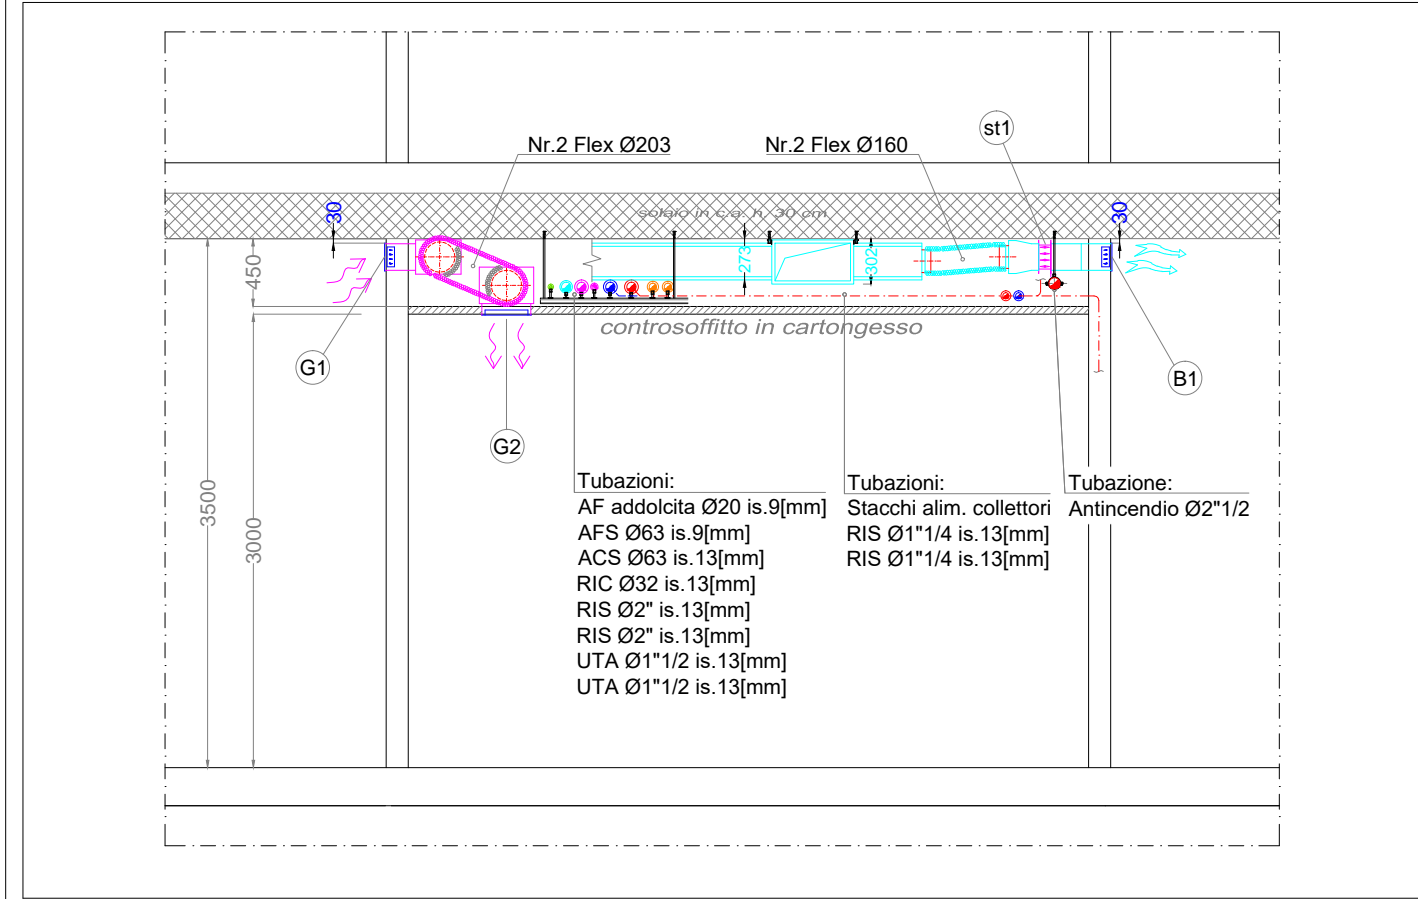 st1
Nr.2 Flex Ø203
Nr.2 Flex Ø160
30
solaio in c.a. h. 30 cm
30
450
273
302
controsoffitto in cartongesso
G1
B1
G2
3500
3000
Tubazioni:
AF addolcita Ø20 is.9[mm]
AFS Ø63 is.9[mm]
ACS Ø63 is.13[mm]
RIC Ø32 is.13[mm]
RIS Ø2" is.13[mm]
RIS Ø2" is.13[mm]
UTA Ø1"1/2 is.13[mm]
UTA Ø1"1/2 is.13[mm]
Tubazioni:
Stacchi alim. collettori
RIS Ø1"1/4 is.13[mm]
RIS Ø1"1/4 is.13[mm]
Tubazione:
Antincendio Ø2"1/2